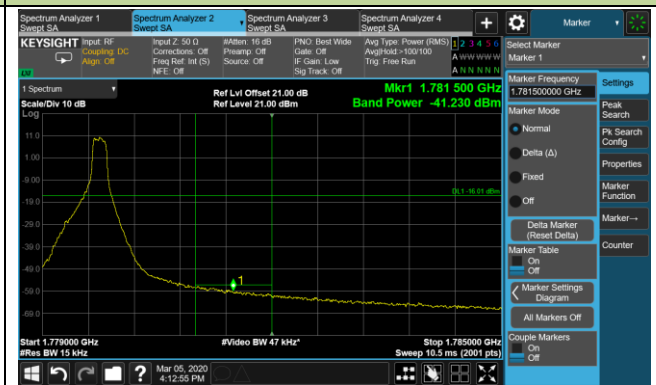 Spectrum Analyzer 1
Swept SA
Spectrum Analyzer 2
Swept SA
Spectrum Analyzer 3
Swept SA
Spectrum Analyzer 4
Swept SA
+
Marker
KEYSIGHT
Input: RF
Coupling: DC
Align: Off
Input Z: 50 Ω
Corrections: Off
Freq Ref: Int (S)
NFE: Off
#Atten: 16 dB
Preamp: Off
Source: Off
PNO: Best Wide
Gate: Off
IF Gain: Low
Sig Track: Off
Avg Type: Power (RMS)
Avg|Hold:>100/100
Trig: Free Run
1 2 3 4 5 6
A W W W W W
A N N N N N
LXI
Select Marker
Marker 1
1 Spectrum
Scale/Div 10 dB
Log
Ref Lvl Offset 21.00 dB
Ref Level 21.00 dBm
Mkr1 1.781 500 GHz
Band Power -41.230 dBm
11.0
1.00
-9.00
-19.0
-29.0
-39.0
-49.0
-59.0
-69.0
DL1 -16.01 dBm
1
Start 1.779000 GHz
#Res BW 15 kHz
#Video BW 47 kHz*
Stop 1.785000 GHz
Sweep 10.5 ms (2001 pts)
Marker Frequency
1.781500000 GHz
Marker Mode
Normal
Delta (Δ)
Fixed
Off
Delta Marker
(Reset Delta)
Marker Table
On
Off
Marker Settings
Diagram
All Markers Off
Couple Markers
On
Off
Settings
Peak
Search
Pk Search
Config
Properties
Marker
Function
Marker→
Counter
?
Mar 05, 2020
4:12:55 PM